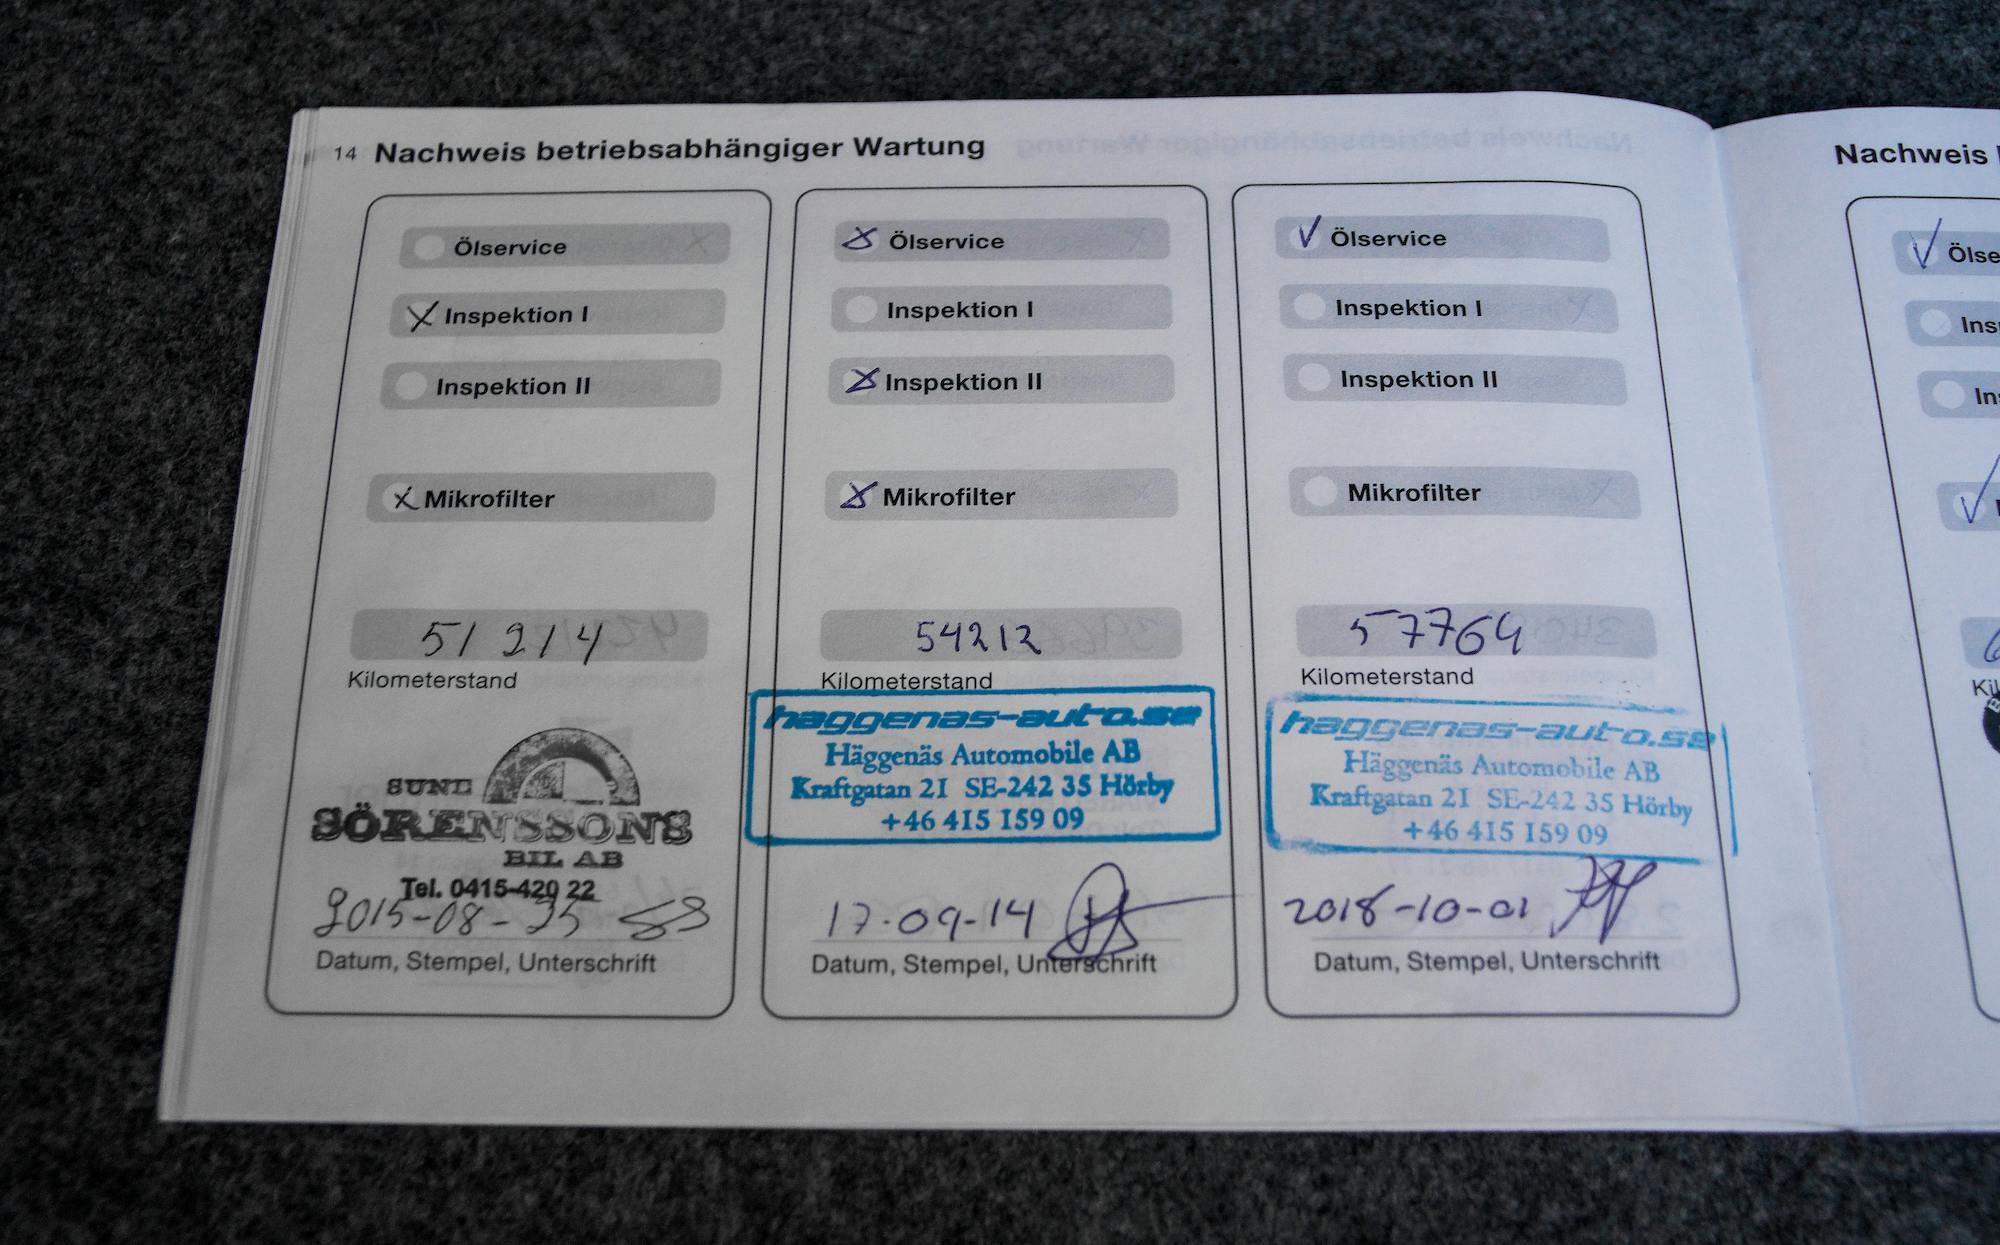 14 Nachweis betriebsabhängiger Wartung
Ölservice
Inspektion I
Inspektion II
Mikrofilter
51214
Kilometerstand
SUNE
SÖRENSSONS
BIL AB
Tel. 0415-420 22
2015-08-25
Datum, Stempel, Unterschrift
Ölservice
Inspektion I
Inspektion II
Mikrofilter
54212
Kilometerstand
haggenas-auto.se
Häggenäs Automobile AB
Kraftgatan 21 SE-242 35 Hörby
+46 415 159 09
17-09-14
Datum, Stempel, Unterschrift
Ölservice
Inspektion I
Inspektion II
Mikrofilter
57764
Kilometerstand
haggenas-auto.se
Häggenäs Automobile AB
Kraftgatan 21 SE-242 35 Hörby
+46 415 159 09
2018-10-01
Datum, Stempel, Unterschrift
Nachweis
Ölse
Ins
Ins